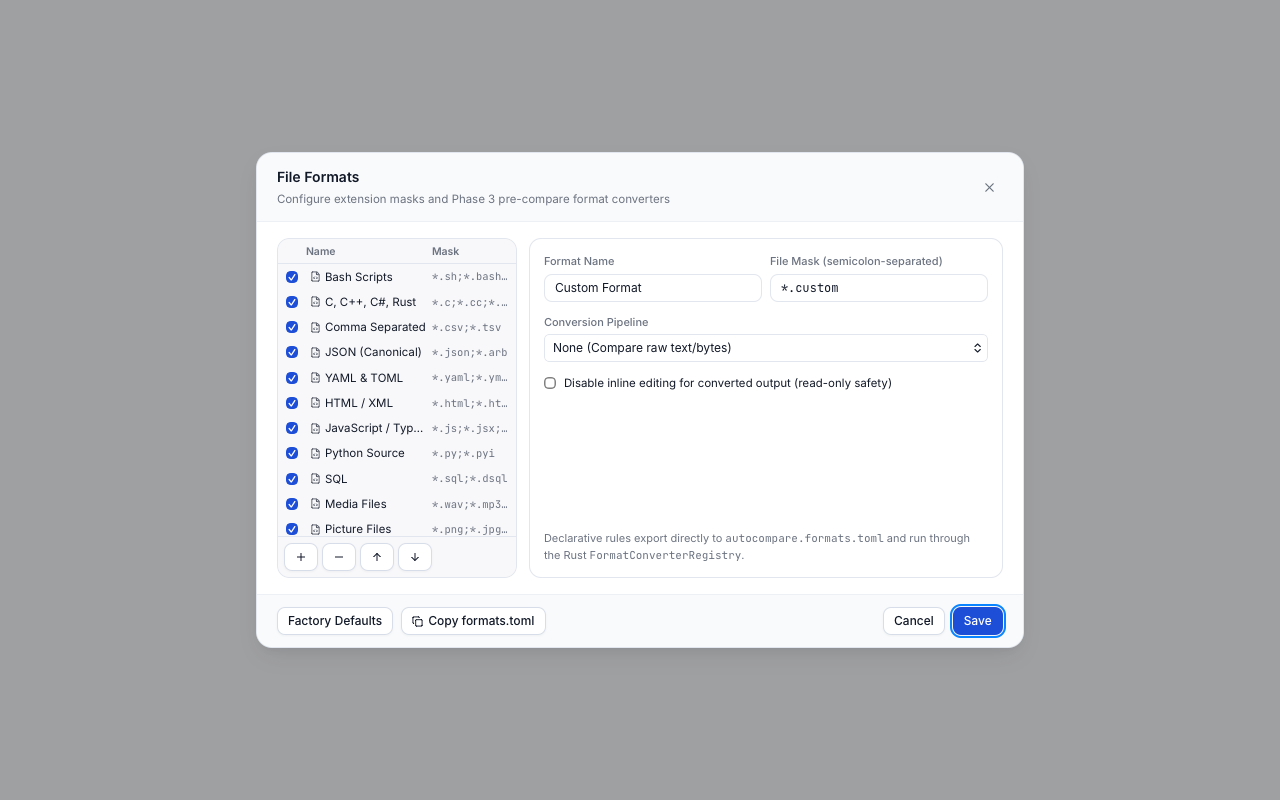 File Formats
Configure extension masks and Phase 3 pre-compare format converters
Name Mask
Bash Scripts *.sh;*.bash…
C, C++, C#, Rust *.c;*.cc;*.…
Comma Separated *.csv;*.tsv
JSON (Canonical) *.json;*.arb
YAML & TOML *.yaml;*.ym…
HTML / XML *.html;*.ht…
JavaScript / Typ… *.js;*.jsx;…
Python Source *.py;*.pyi
SQL *.sql;*.dsql
Media Files *.wav;*.mp3…
Picture Files *.png;*.jpg…
Format Name File Mask (semicolon-separated)
Custom Format *.custom
Conversion Pipeline
None (Compare raw text/bytes)
Disable inline editing for converted output (read-only safety)
Declarative rules export directly to autocompare.formats.toml and run through
the Rust FormatConverterRegistry.
Factory Defaults Copy formats.toml Cancel Save